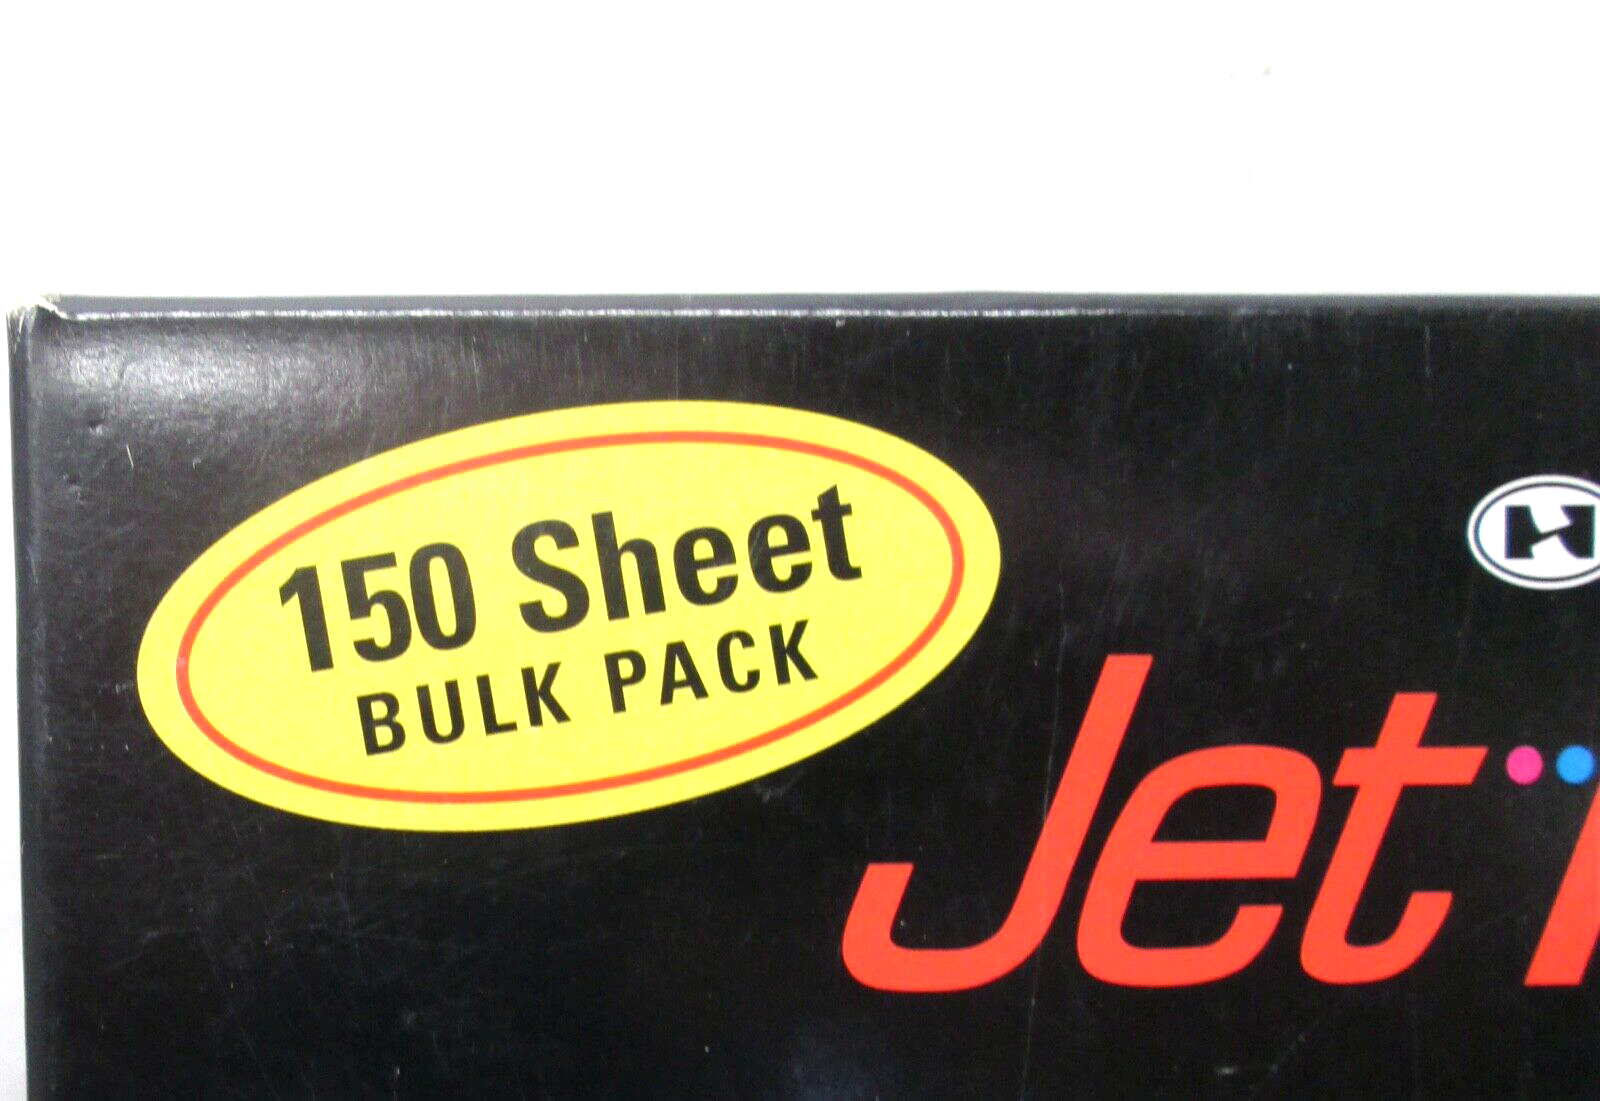 150 Sheet
BULK PACK
H
Jet